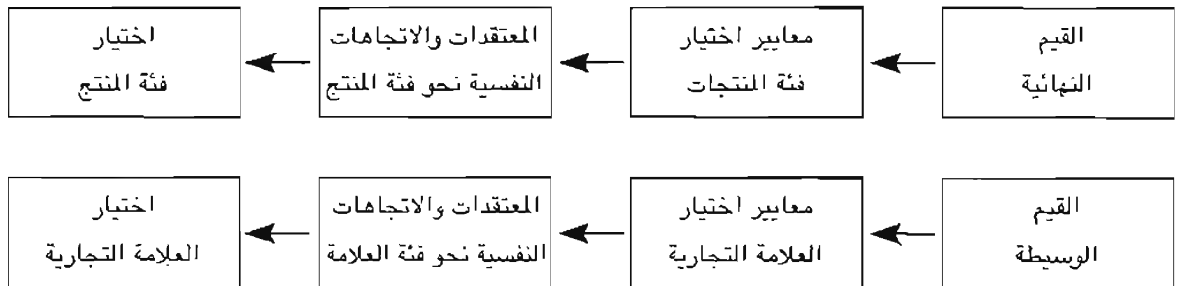 القيم
النهائية
معايير اختيار
فئة المنتجات
المعتقدات والاتجاهات
النفسية نحو فئة المنتج
اختيار
فئة المنتج
القيم
الوسيطة
معايير اختيار
العلامة التجارية
المعتقدات والاتجاهات
النفسية نحو فئة العلامة
اختيار
العلامة التجارية